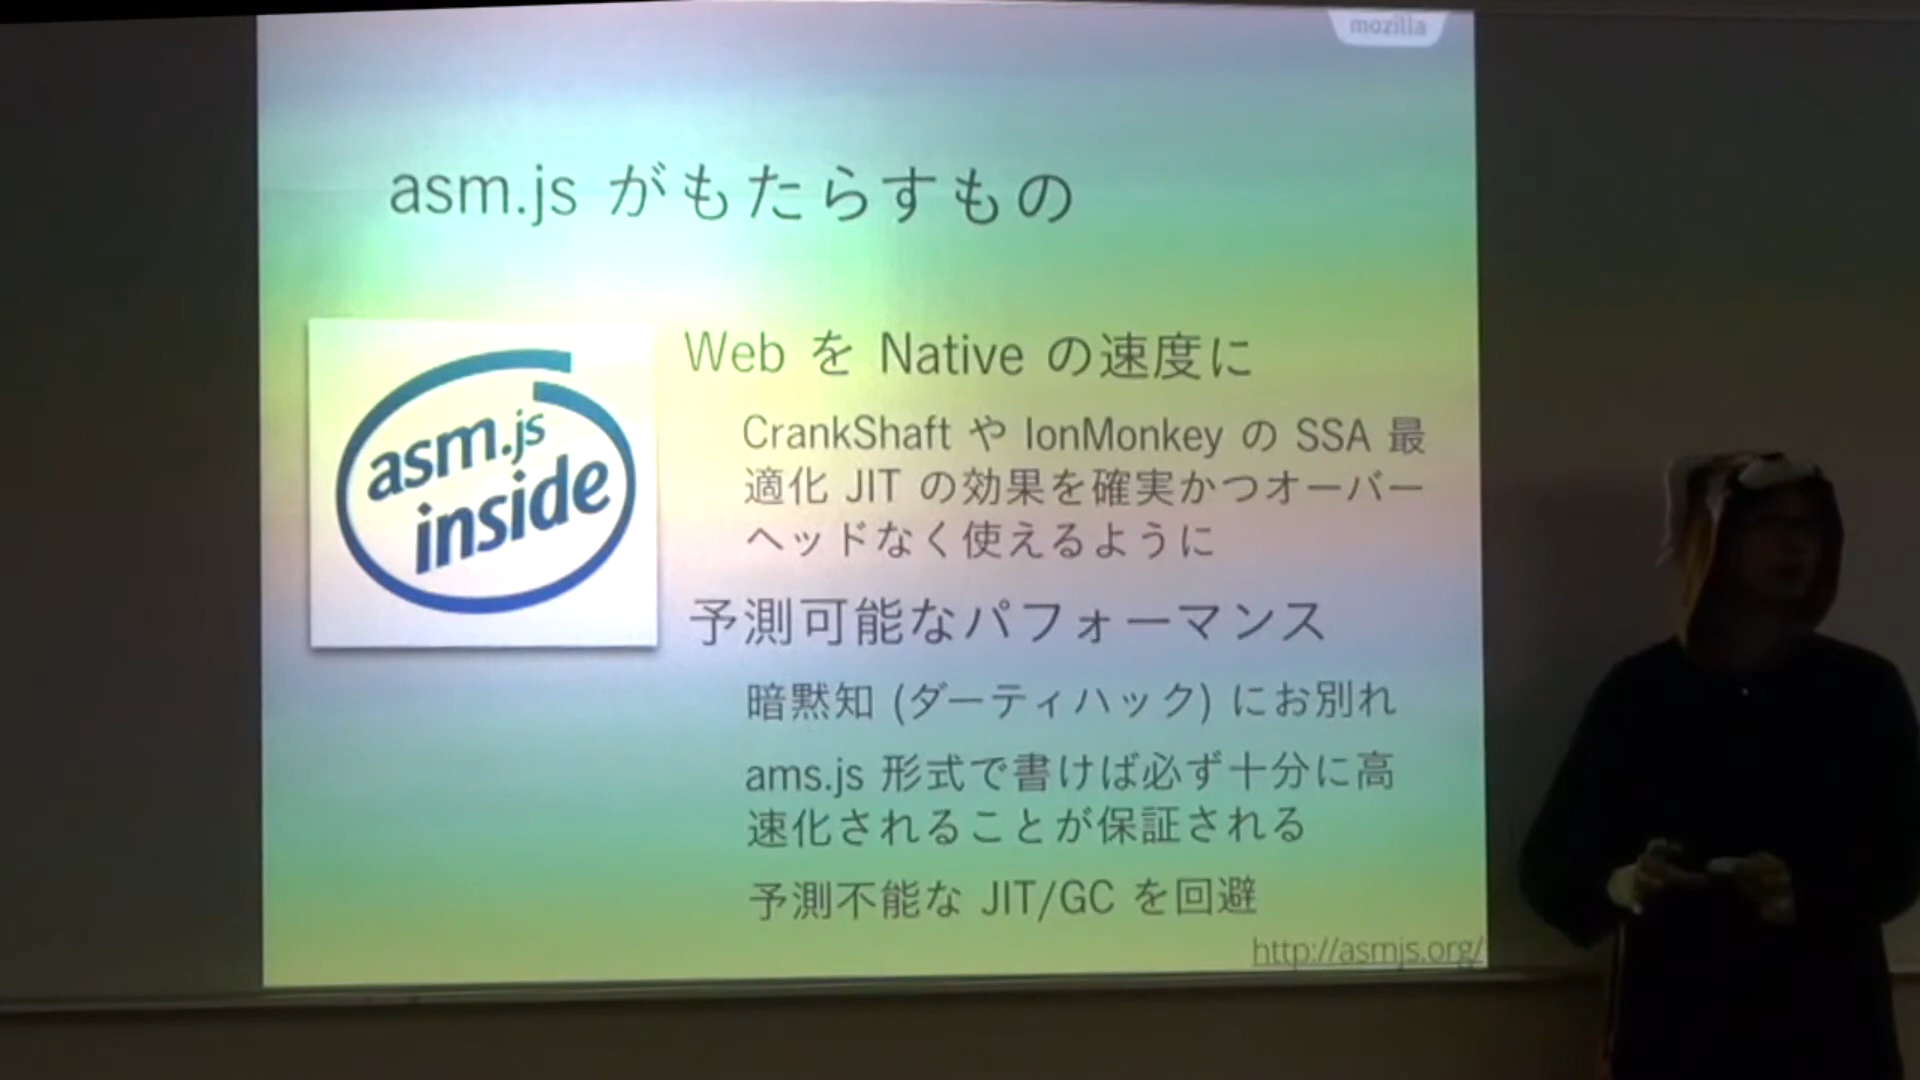 mozilla
asm.js がもたらすもの
asm.js
inside
Web を Native の速度に
CrankShaft や IonMonkey の SSA 最
適化 JIT の効果を確実かつオーバー
ヘッドなく使えるように
予測可能なパフォーマンス
暗黙知 (ダーティハック) にお別れ
ams.js 形式で書けば必ず十分に高
速化されることが保証される
予測不能な JIT/GC を回避
http://asmjs.org/